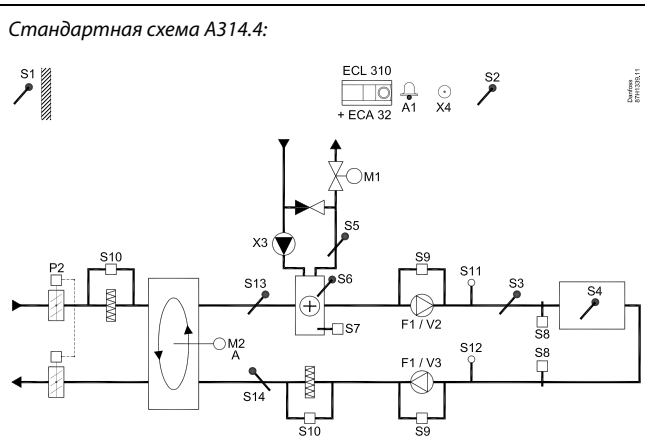 Стандартная схема A314.4:
S1
ECL 310
+ ECA 32
A1
X4
S2
Danfoss
87H1339.11
M1
X3
S5
P2
S10
S13
S6
S9
S11
S3
S4
S7
F1 / V2
S8
M2
A
F1 / V3
S12
S8
S14
S10
S9